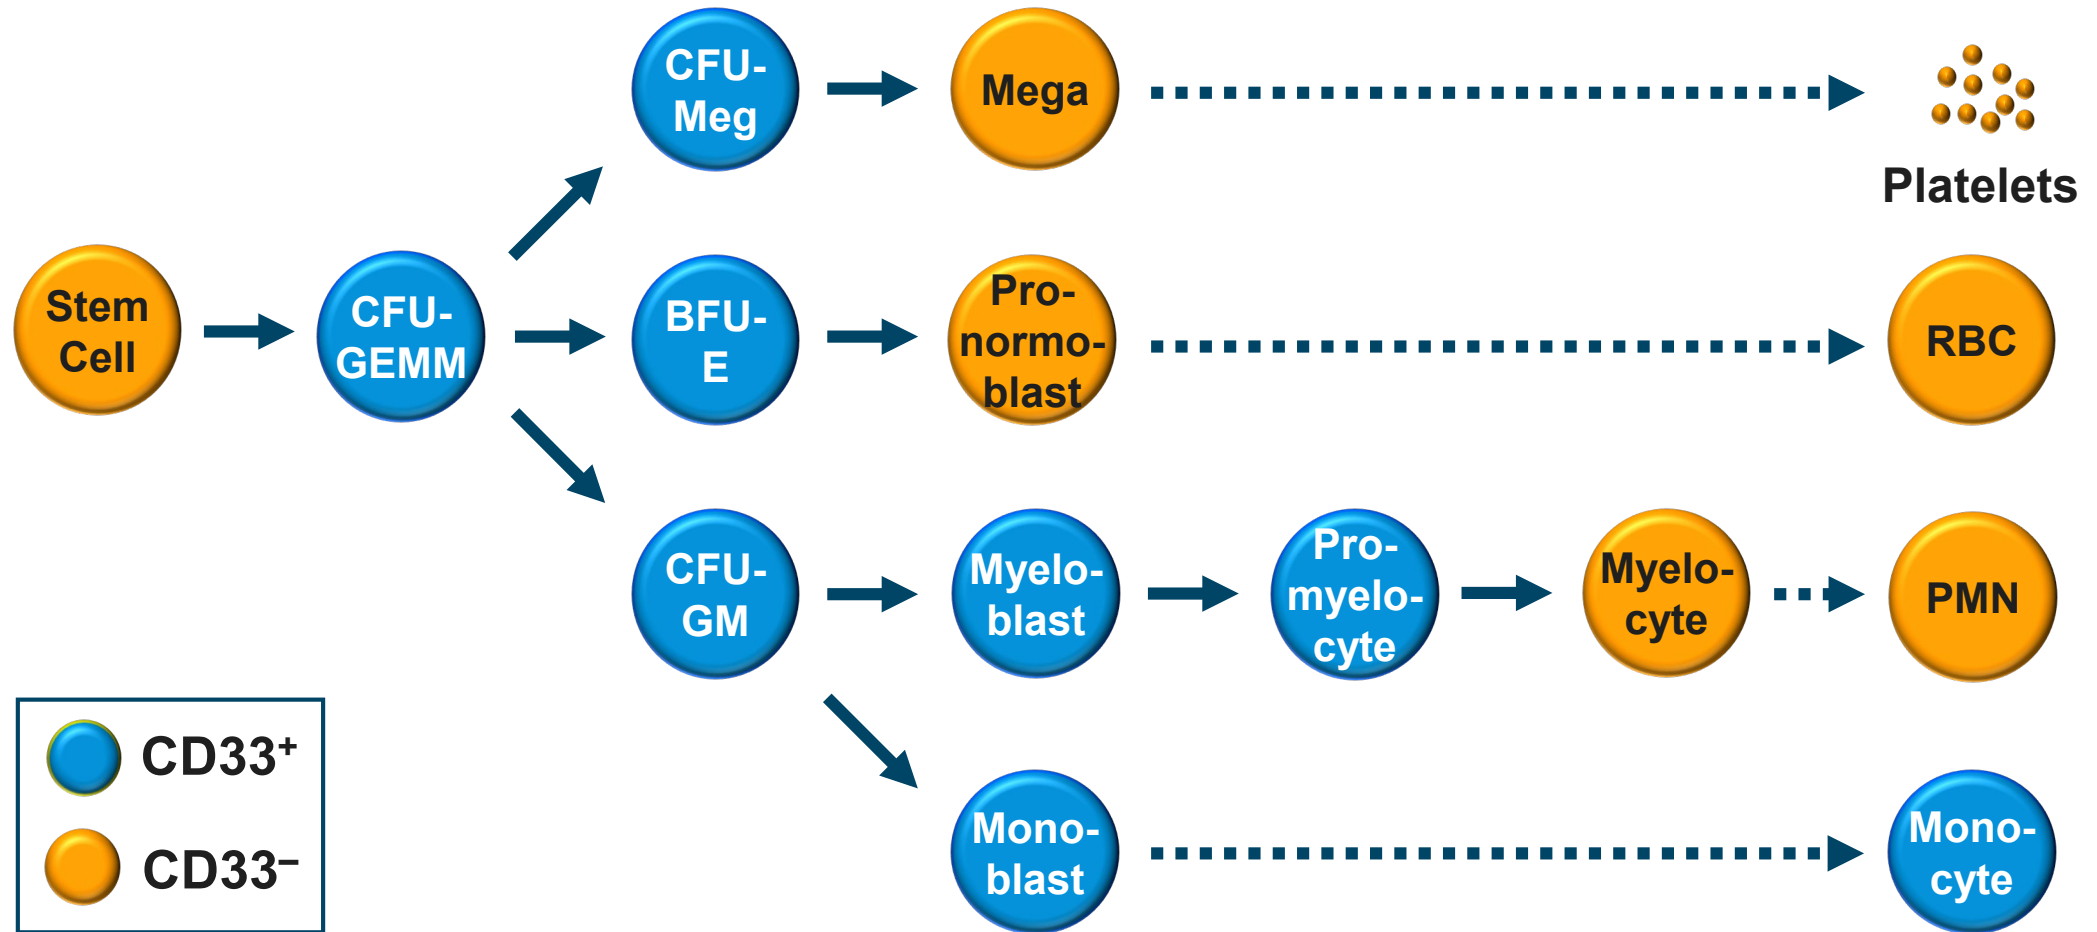 CFU-
Meg
Mega
Platelets
Stem
Cell
CFU-
GEMM
BFU-
E
Pro-
normo-
blast
RBC
CFU-
GM
Myelo-
blast
Pro-
myelo-
cyte
Myelo-
cyte
PMN
Mono-
blast
Mono-
cyte
CD33⁺
CD33⁻